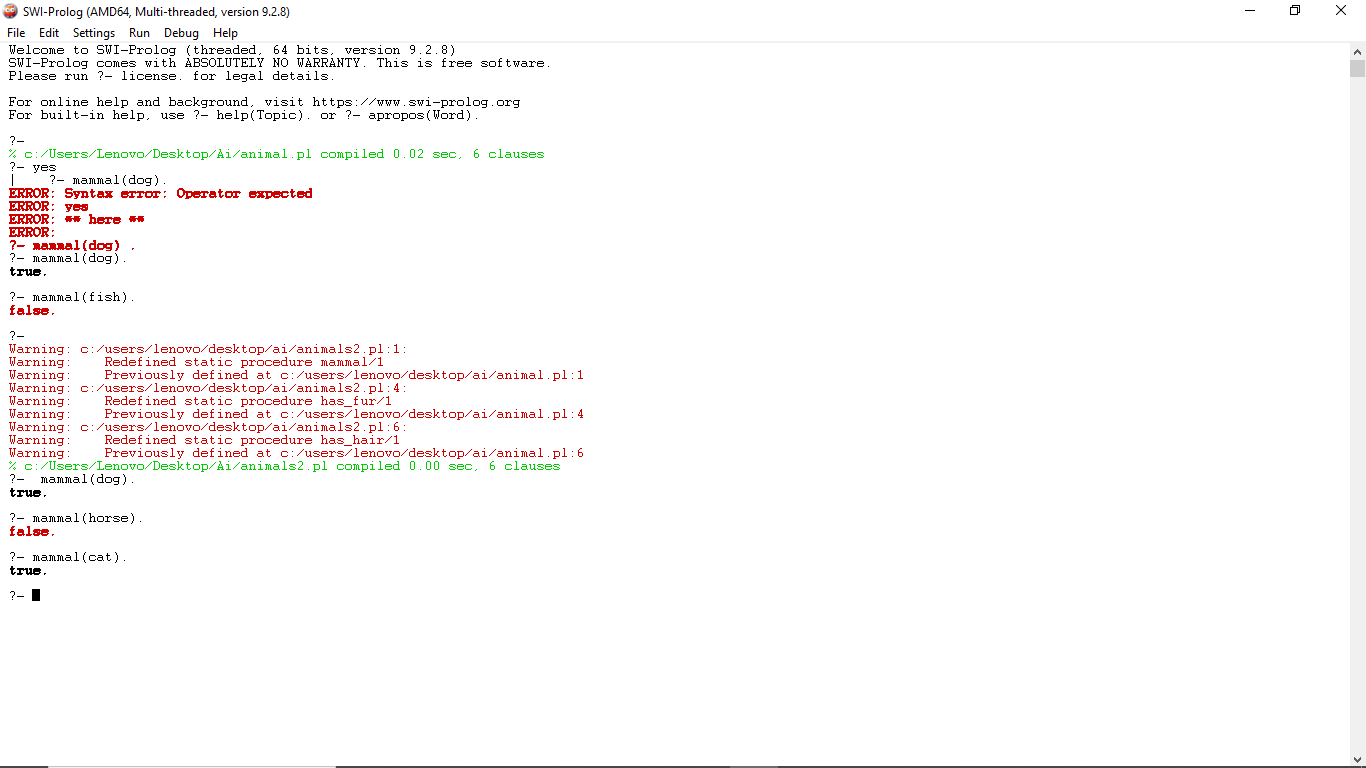 SWI-Prolog (AMD64, Multi-threaded, version 9.2.8)
File Edit Settings Run Debug Help
Welcome to SWI-Prolog (threaded, 64 bits, version 9.2.8)
SWI-Prolog comes with ABSOLUTELY NO WARRANTY. This is free software.
Please run ?- license. for legal details.
For online help and background, visit https://www.swi-prolog.org
For built-in help, use ?- help(Topic). or ?- apropos(Word).
?-
% c:/Users/Lenovo/Desktop/Ai/animal.pl compiled 0.02 sec, 6 clauses
?- yes
|    ?- mammal(dog).
ERROR: Syntax error: Operator expected
ERROR: yes
ERROR: ** here **
ERROR:
?- mammal(dog) .
?- mammal(dog).
true.
?- mammal(fish).
false.
?-
Warning: c:/users/lenovo/desktop/ai/animals2.pl:1:
Warning:    Redefined static procedure mammal/1
Warning:    Previously defined at c:/users/lenovo/desktop/ai/animal.pl:1
Warning: c:/users/lenovo/desktop/ai/animals2.pl:4:
Warning:    Redefined static procedure has_fur/1
Warning:    Previously defined at c:/users/lenovo/desktop/ai/animal.pl:4
Warning: c:/users/lenovo/desktop/ai/animals2.pl:6:
Warning:    Redefined static procedure has_hair/1
Warning:    Previously defined at c:/users/lenovo/desktop/ai/animal.pl:6
% c:/Users/Lenovo/Desktop/Ai/animals2.pl compiled 0.00 sec, 6 clauses
?-  mammal(dog).
true.
?- mammal(horse).
false.
?- mammal(cat).
true.
?-